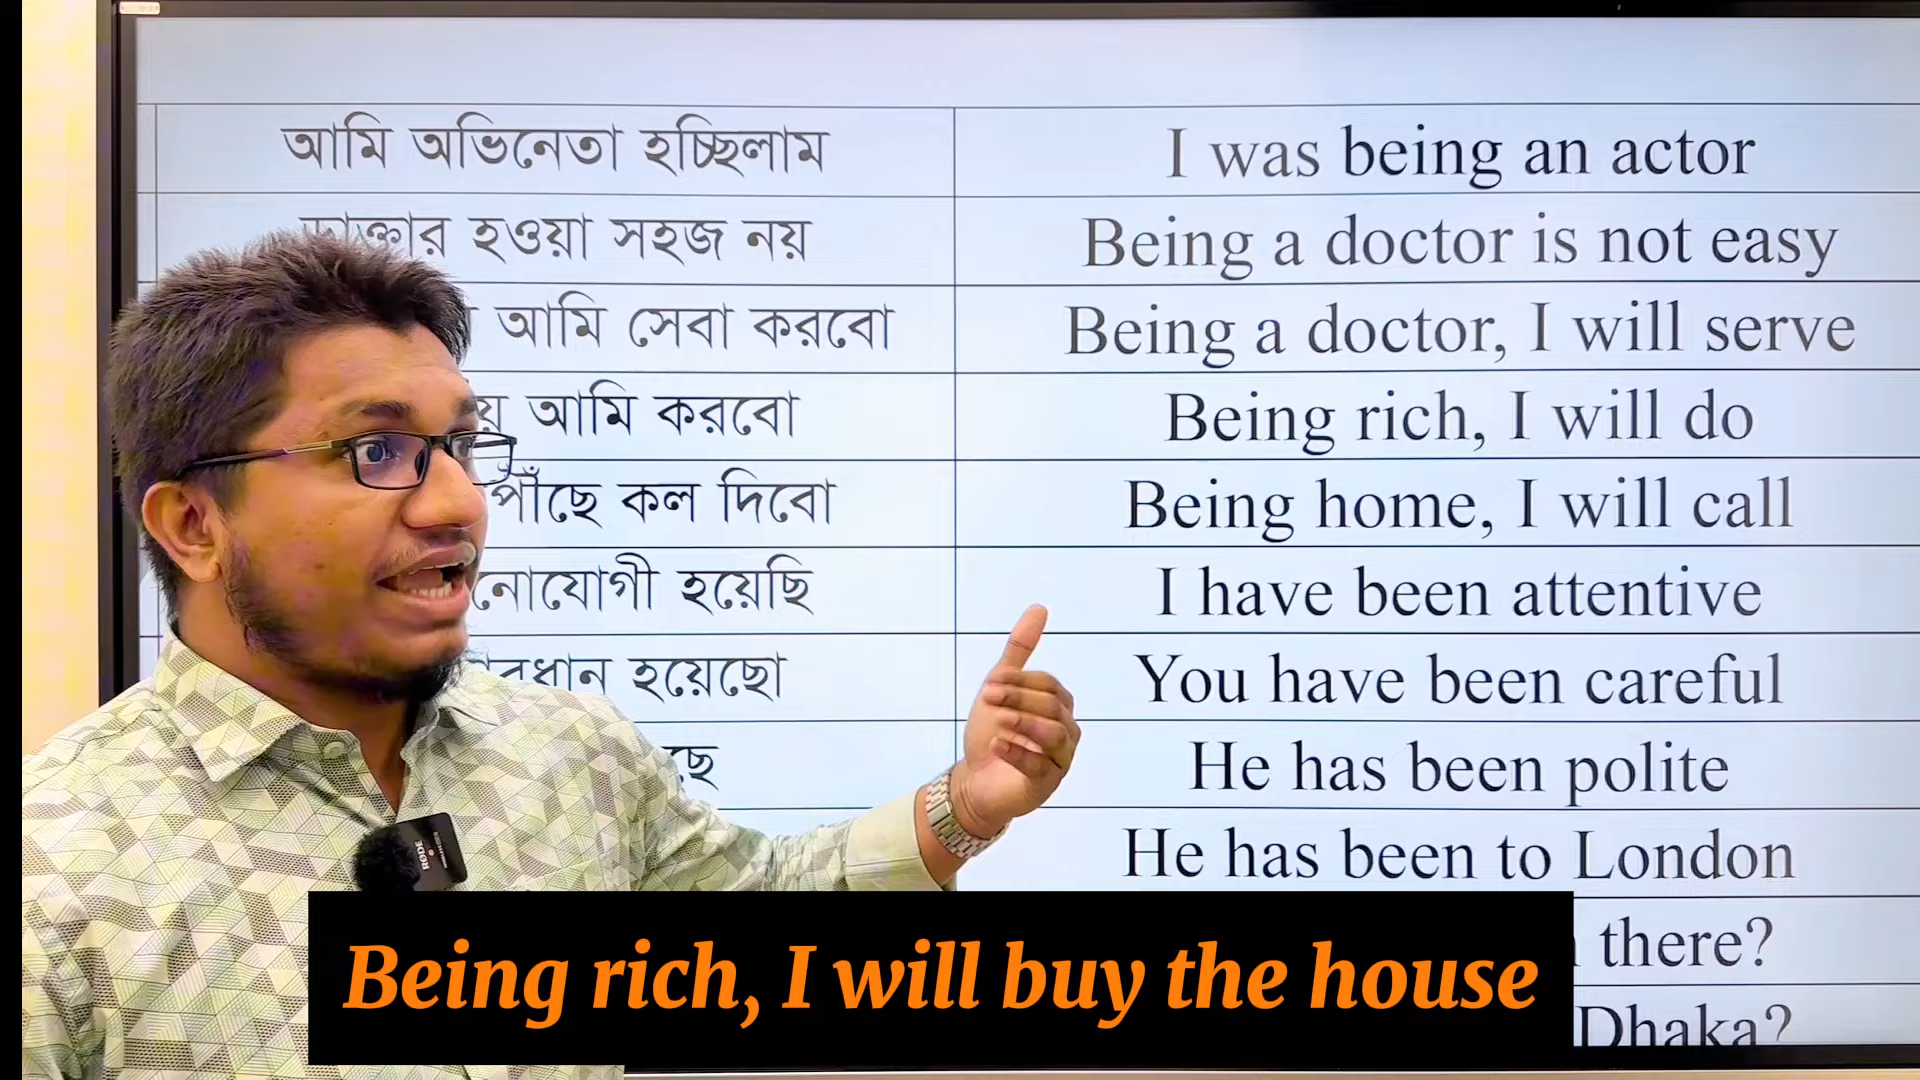 আমি অভিনেতা হচ্ছিলাম I was being an actor
ডাক্তার হওয়া সহজ নয় Being a doctor is not easy
আমি সেবা করবো Being a doctor, I will serve
আমি করবো Being rich, I will do
কল দিবো Being home, I will call
হয়েছি I have been attentive
হয়েছো You have been careful
He has been polite
He has been to London
there?
Dhaka?
RØDE
Being rich, I will buy the house